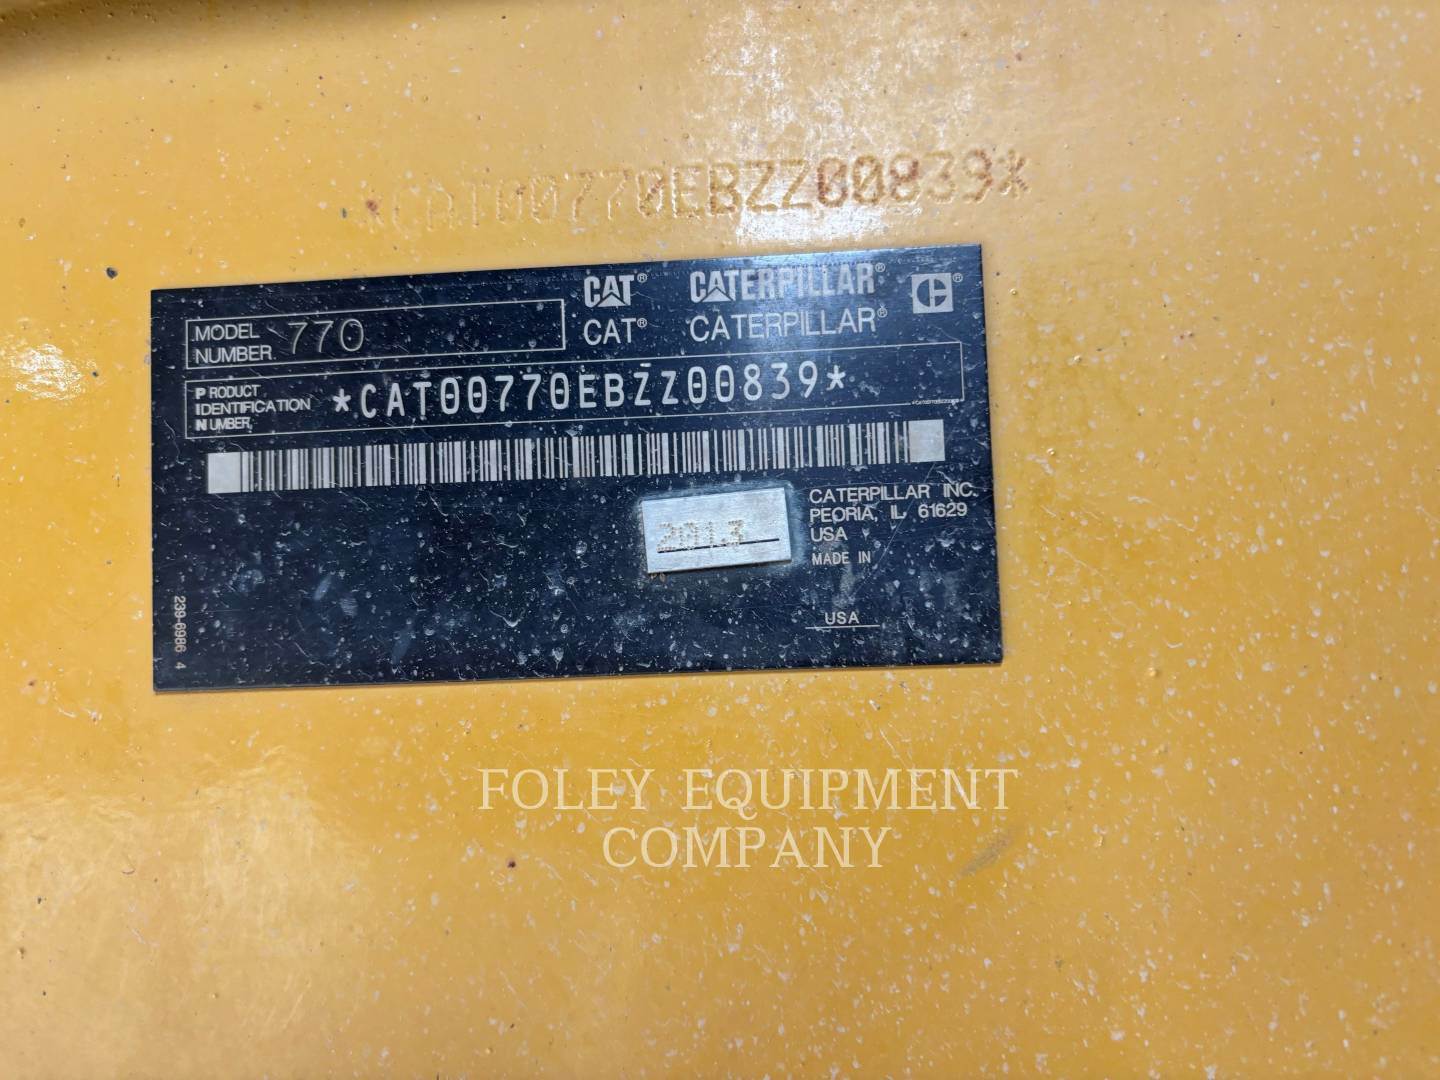 *CAT00770EBZZ00839*
CAT® CATERPILLAR® C®
CAT® CATERPILLAR®
MODEL NUMBER 770
PRODUCT IDENTIFICATION NUMBER *CAT00770EBZZ00839*
2013
CATERPILLAR INC.
PEORIA, IL 61629
USA
MADE IN
USA
239-6986 4
FOLEY EQUIPMENT
COMPANY